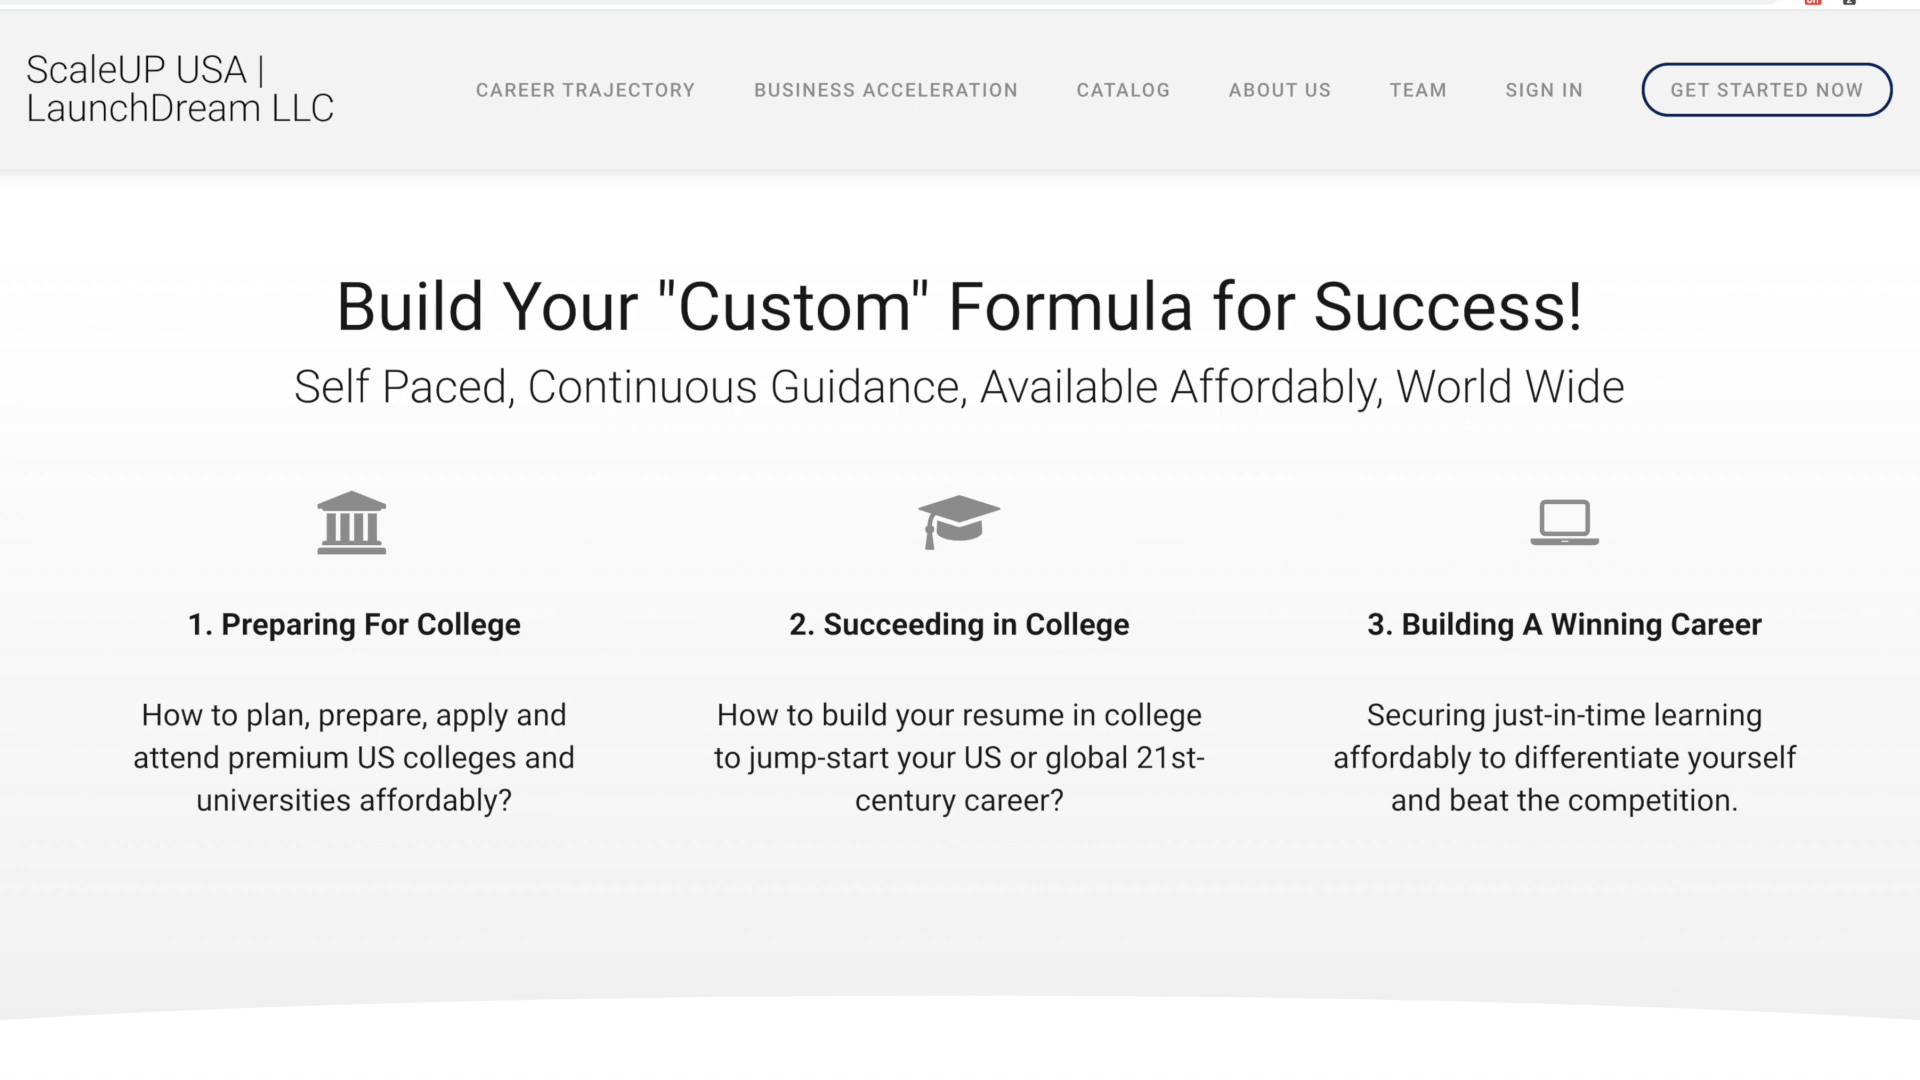 ScaleUP USA |
LaunchDream LLC
CAREER TRAJECTORY
BUSINESS ACCELERATION
CATALOG
ABOUT US
TEAM
SIGN IN
GET STARTED NOW
Build Your "Custom" Formula for Success!
Self Paced, Continuous Guidance, Available Affordably, World Wide
1. Preparing For College
How to plan, prepare, apply and
attend premium US colleges and
universities affordably?
2. Succeeding in College
How to build your resume in college
to jump-start your US or global 21st-
century career?
3. Building A Winning Career
Securing just-in-time learning
affordably to differentiate yourself
and beat the competition.